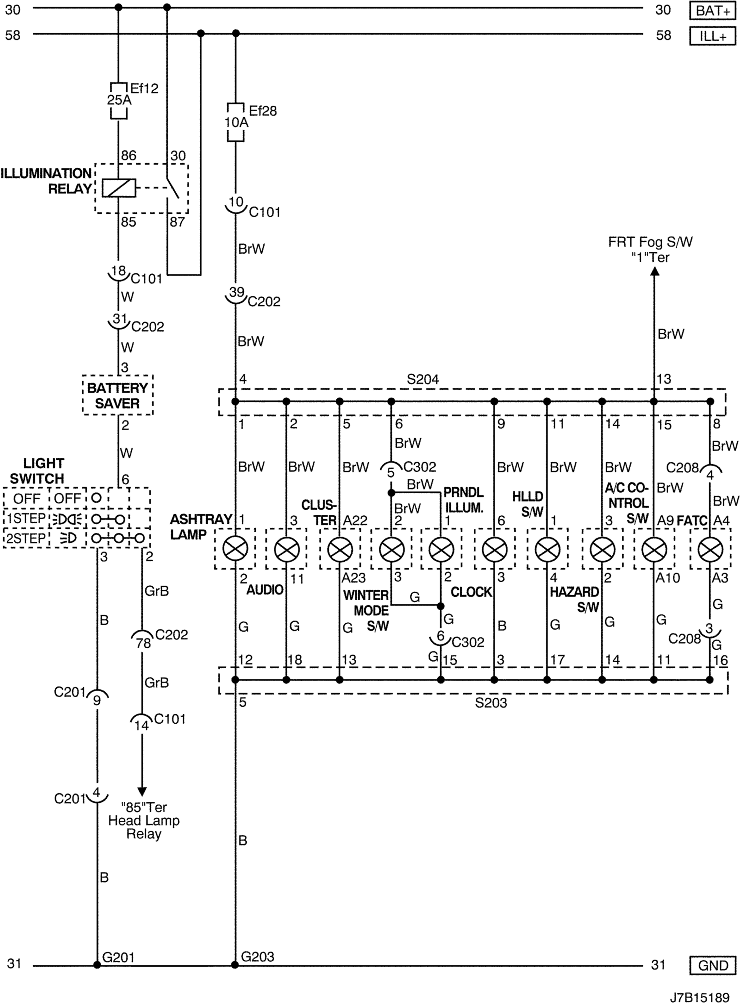 30 30 BAT+
58 58 ILL+
Ef12
25A
Ef28
10A
86 30
ILLUMINATION
RELAY
85 87
10
C101
FRT Fog S/W
"1"Ter
BrW
18
C101
W
39
C202
31
C202
W
BrW
BrW
3
BATTERY
SAVER
2
4 S204 13
1 2 5 6 9 11 14 15 8
W
BrW BrW BrW BrW BrW BrW BrW BrW BrW
5 C302
C208 4
6
LIGHT
SWITCH
BrW
BrW
BrW
BrW
OFF OFF
1STEP
2STEP
ASHTRAY
LAMP
CLUS-
TER
PRNDL
ILLUM.
HLLD
S/W
A/C CO-
NTROL
S/W
FATC
1 3 A22 2 1 6 1 3 A9 A4
2 11 A23 3 2 3 4 2 A10 A3
AUDIO
WINTER
MODE
S/W
CLOCK
HAZARD
S/W
3 2
GrB
B
78 C202
GrB
G
G
G G G B G G G G
6 C302
G
3
C208
G
12 18 13 15 3 17 14 11 16
5 S203
C201
9
14 C101
C201
4
"85"Ter
Head Lamp
Relay
B
B
31 G201 G203 31 GND
J7B15189